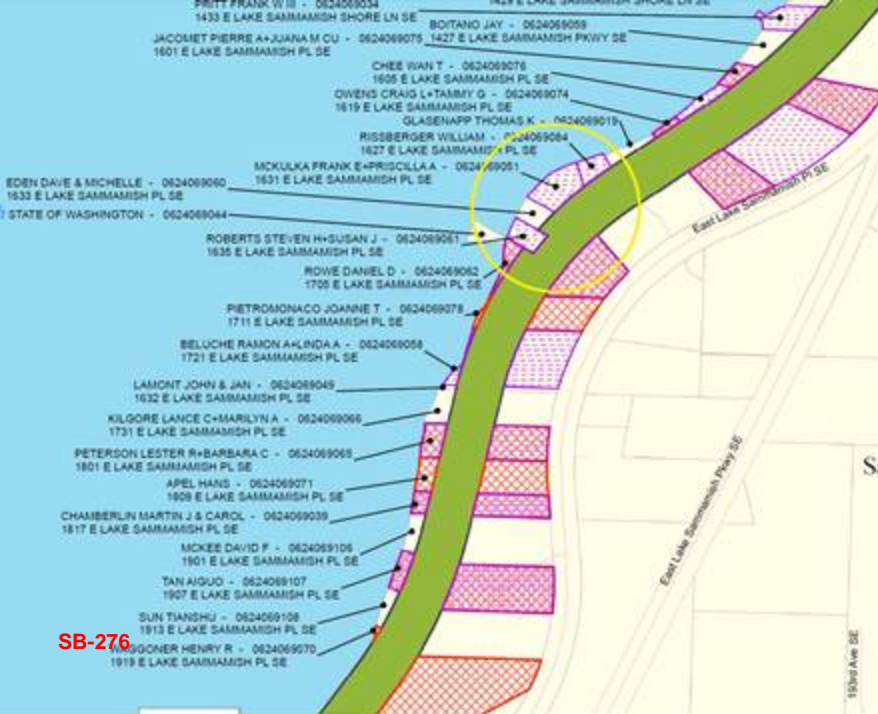 PRITT FRANK W III - 0624069034
1433 E LAKE SAMMAMISH SHORE LN SE
1429 E LAKE SAMMAMISH SHORE LN SE
BOITANO JAY - 0624069059
1427 E LAKE SAMMAMISH PKWY SE
JACOMET PIERRE A+JUANA M CU - 0624069075
1601 E LAKE SAMMAMISH PL SE
CHEE WAN T - 0624069076
1605 E LAKE SAMMAMISH PL SE
OWENS CRAIG L+TAMMY G - 0624069074
1619 E LAKE SAMMAMISH PL SE
GLASENAPP THOMAS K - 0624069019
RISSBERGER WILLIAM - 0624069084
1627 E LAKE SAMMAMISH PL SE
MCKULKA FRANK E+PRISCILLA A - 0624069051
1631 E LAKE SAMMAMISH PL SE
EDEN DAVE & MICHELLE - 0624069060
1633 E LAKE SAMMAMISH PL SE
STATE OF WASHINGTON - 0624069044
ROBERTS STEVEN H+SUSAN J - 0624069061
1635 E LAKE SAMMAMISH PL SE
ROWE DANIEL D - 0624069062
1705 E LAKE SAMMAMISH PL SE
PIETROMONACO JOANNE T - 0624069078
1711 E LAKE SAMMAMISH PL SE
BELUCHE RAMON A+LINDA A - 0624069058
1721 E LAKE SAMMAMISH PL SE
LAMONT JOHN & JAN - 0624069049
1632 E LAKE SAMMAMISH PL SE
KILGORE LANCE C+MARILYN A - 0624069066
1731 E LAKE SAMMAMISH PL SE
PETERSON LESTER R+BARBARA C - 0624069065
1801 E LAKE SAMMAMISH PL SE
APEL HANS - 0624069071
1809 E LAKE SAMMAMISH PL SE
CHAMBERLIN MARTIN J & CAROL - 0624069039
1817 E LAKE SAMMAMISH PL SE
MCKEE DAVID F - 0624069106
1901 E LAKE SAMMAMISH PL SE
TAN AIGUO - 0624069107
1907 E LAKE SAMMAMISH PL SE
SUN TIANSHU - 0624069108
1913 E LAKE SAMMAMISH PL SE
SB-276
WAGGONER HENRY R - 0624069070
1919 E LAKE SAMMAMISH PL SE
East Lake Sammamish Pl SE
East Lake Sammamish Pkwy SE
193rd Ave SE